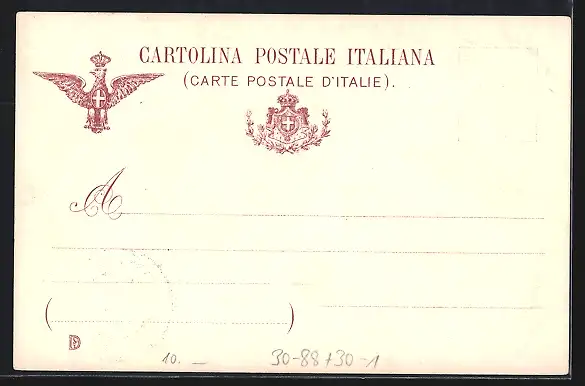 CARTOLINA POSTALE ITALIANA
(CARTE POSTALE D'ITALIE).
A
( )
10. —
30-88+30-1